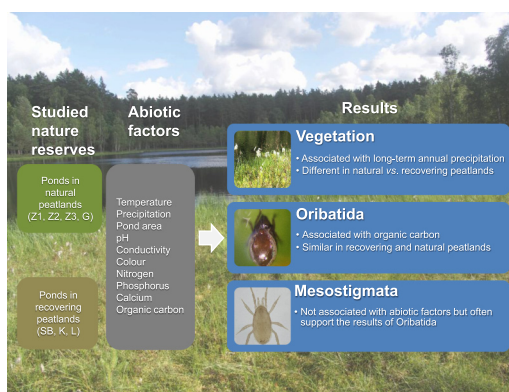 Studied
nature
reserves
Ponds in
natural
peatlands
(Z1, Z2, Z3, G)
Ponds in
recovering
peatlands
(SB, K, L)
Abiotic
factors
Temperature
Precipitation
Pond area
pH
Conductivity
Colour
Nitrogen
Phosphorus
Calcium
Organic carbon
Results
Vegetation
• Associated with long-term annual precipitation
• Different in natural vs. recovering peatlands
Oribatida
• Associated with organic carbon
• Similar in recovering and natural peatlands
Mesostigmata
• Not associated with abiotic factors but often
support the results of Oribatida